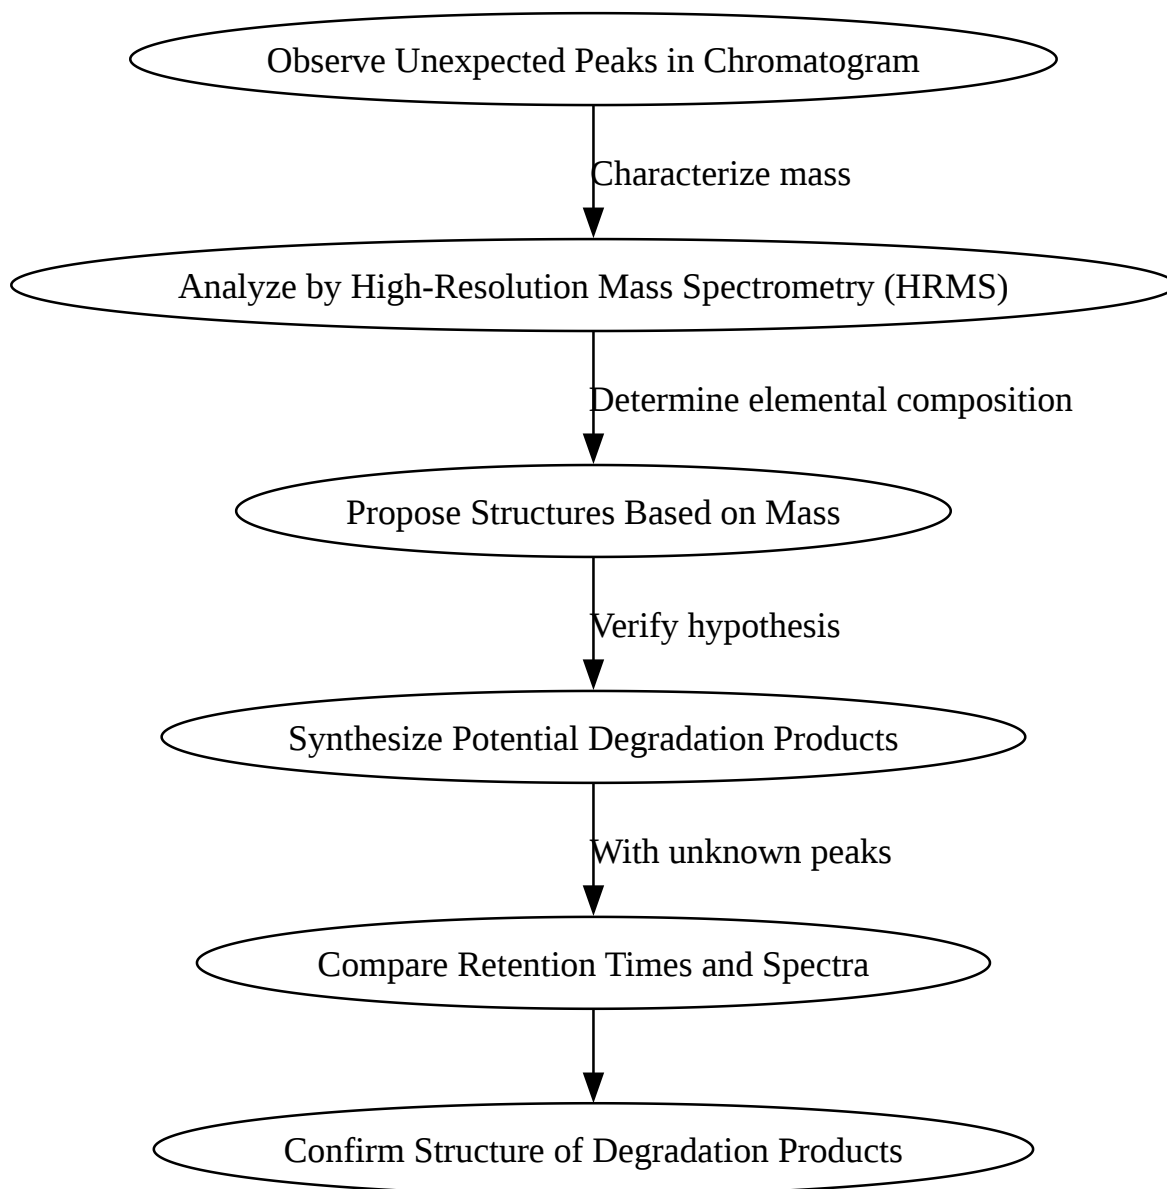 Observe Unexpected Peaks in Chromatogram
Characterize mass
Analyze by High-Resolution Mass Spectrometry (HRMS)
Determine elemental composition
Propose Structures Based on Mass
Verify hypothesis
Synthesize Potential Degradation Products
With unknown peaks
Compare Retention Times and Spectra
Confirm Structure of Degradation Products